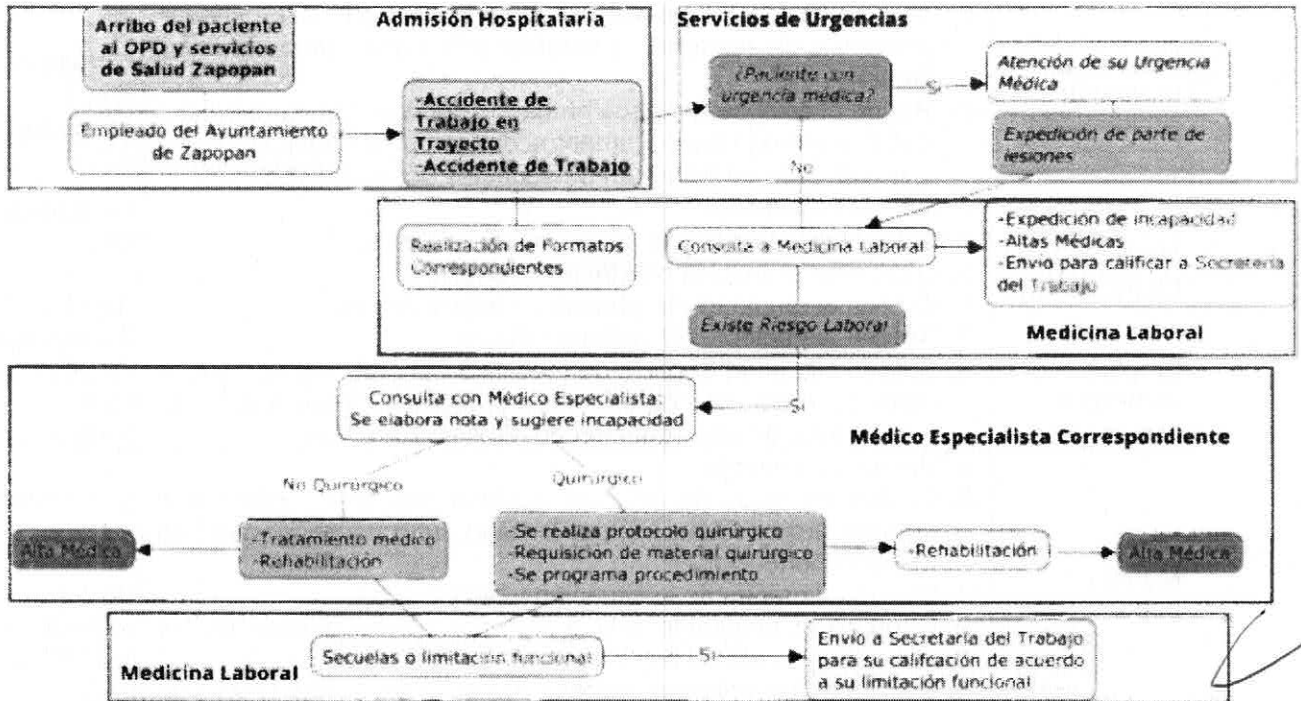 Admisión Hospitalaria
Arribo del paciente
al OPD y servicios
de Salud Zapopan
Empleado del Ayuntamiento
de Zapopan
-Accidente de
Trabajo en
Trayecto
-Accidente de Trabajo
Servicios de Urgencias
¿Paciente con
urgencia médica?
Si
Atención de su Urgencia
Médica
Expedición de parte de
lesiones
No
Realización de Formatos
Correspondientes
Consulta a Medicina Laboral
-Expedición de incapacidad
-Altas Médicas
-Envio para calificar a Secretaria
del Trabajo
Existe Riesgo Laboral
Medicina Laboral
Si
Consulta con Médico Especialista:
Se elabora nota y sugiere incapacidad
Médico Especialista Correspondiente
No Quirúrgico
Quirúrgico
Alta Médica
-Tratamiento médico
-Rehabilitación
-Se realiza protocolo quirúrgico
-Requisición de material quirurgico
-Se programa procedimiento
-Rehabilitación
Alta Médica
Medicina Laboral
Secuelas o limitación funcional
Si
Envio a Secretaría del Trabajo
para su califcación de acuerdo
a su limitación funcional